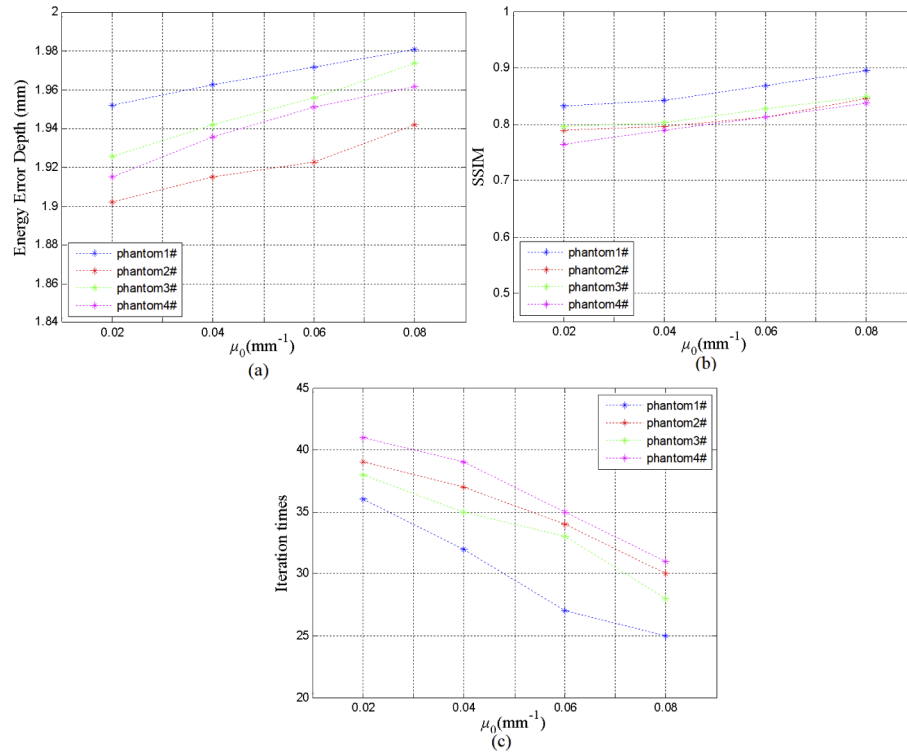 2
1.98
1.96
1.94
1.92
1.9
1.88
1.86
1.84
Energy Error Depth (mm)
phantom1#
phantom2#
phantom3#
phantom4#
0.02 0.04 0.06 0.08
μ₀(mm⁻¹)
(a)
1
0.9
0.8
0.7
0.6
0.5
SSIM
phantom1#
phantom2#
phantom3#
phantom4#
0.02 0.04 0.06 0.08
μ₀(mm⁻¹)
(b)
45
40
35
30
25
20
Iteration times
phantom1#
phantom2#
phantom3#
phantom4#
0.02 0.04 0.06 0.08
μ₀(mm⁻¹)
(c)